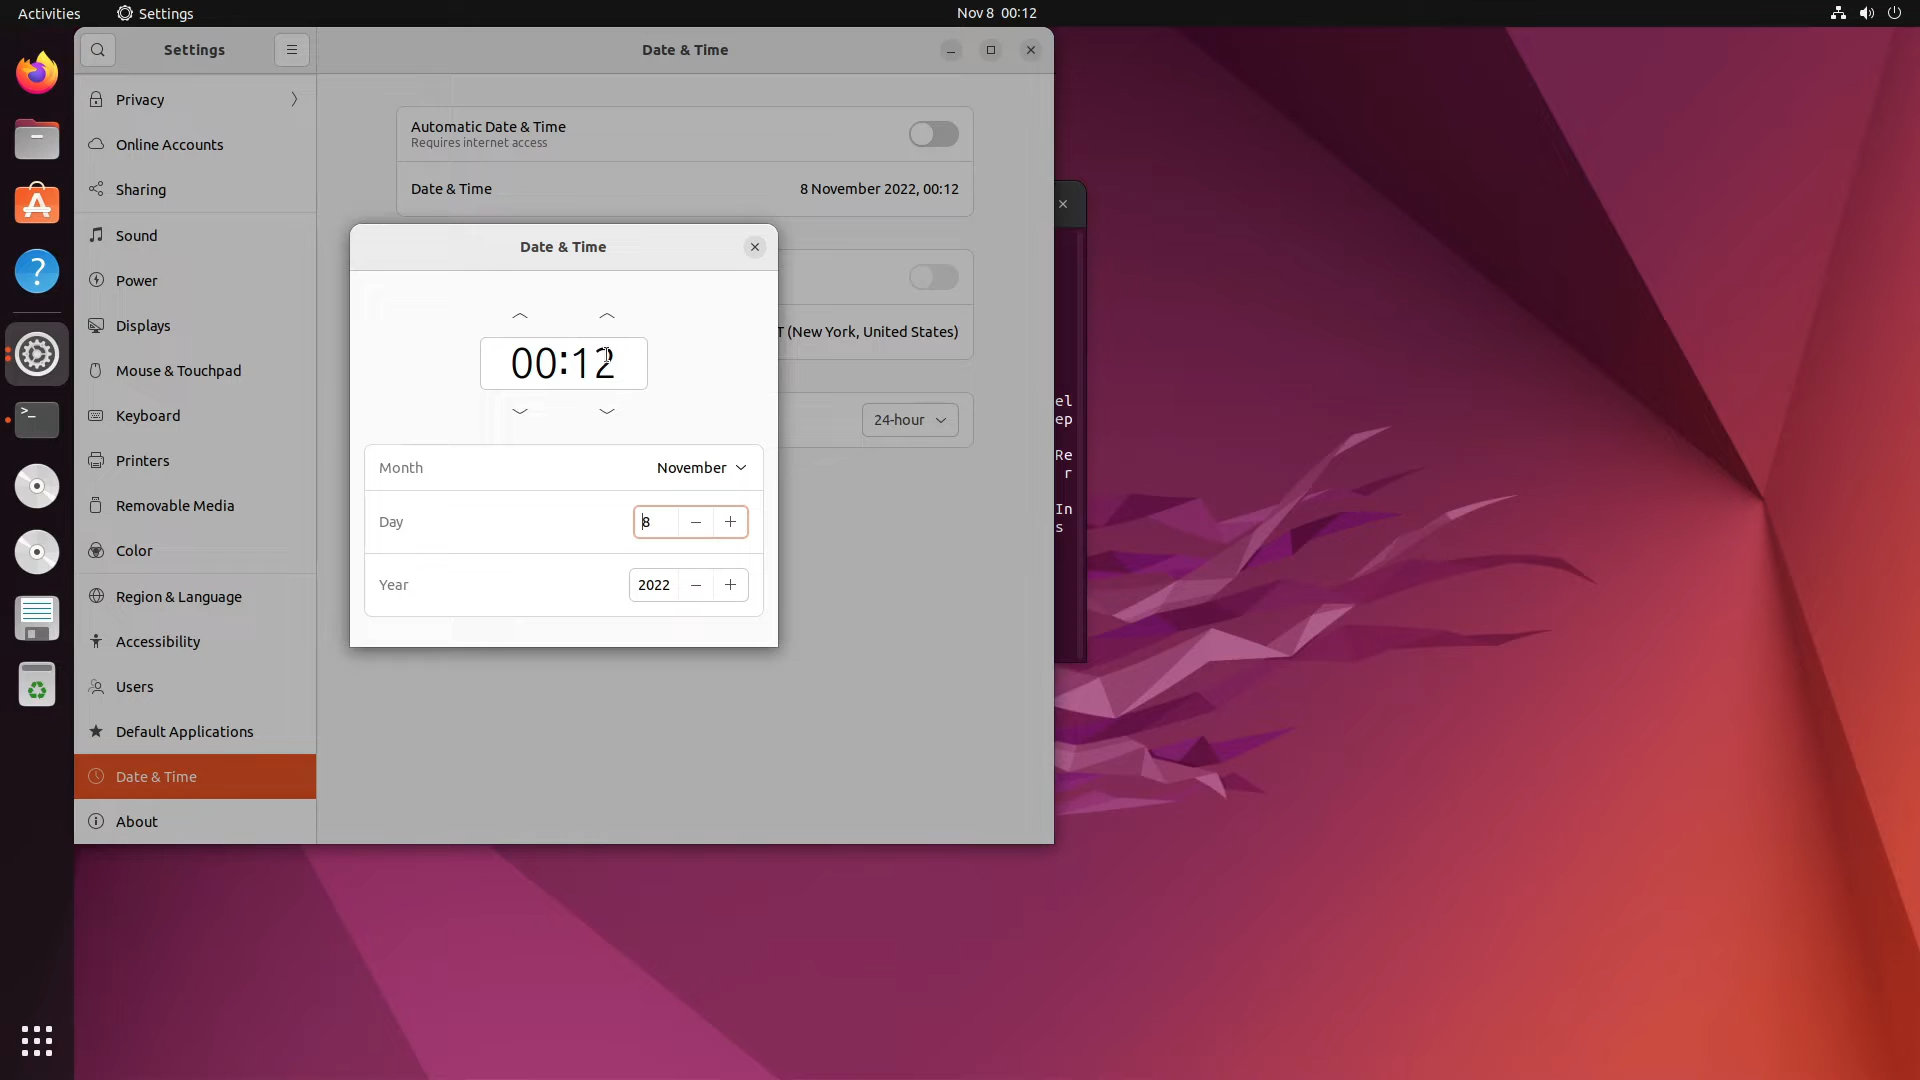 Activities
Settings
Nov 8 00:12
Settings
Date & Time
Privacy
Online Accounts
Sharing
Sound
Power
Displays
Mouse & Touchpad
Keyboard
Printers
Removable Media
Color
Region & Language
Accessibility
Users
Default Applications
Date & Time
About
Automatic Date & Time
Requires internet access
Date & Time
8 November 2022, 00:12
(New York, United States)
24-hour
Date & Time
00:12
Month
November
Day
8
Year
2022
el
ep
Re
r
In
s